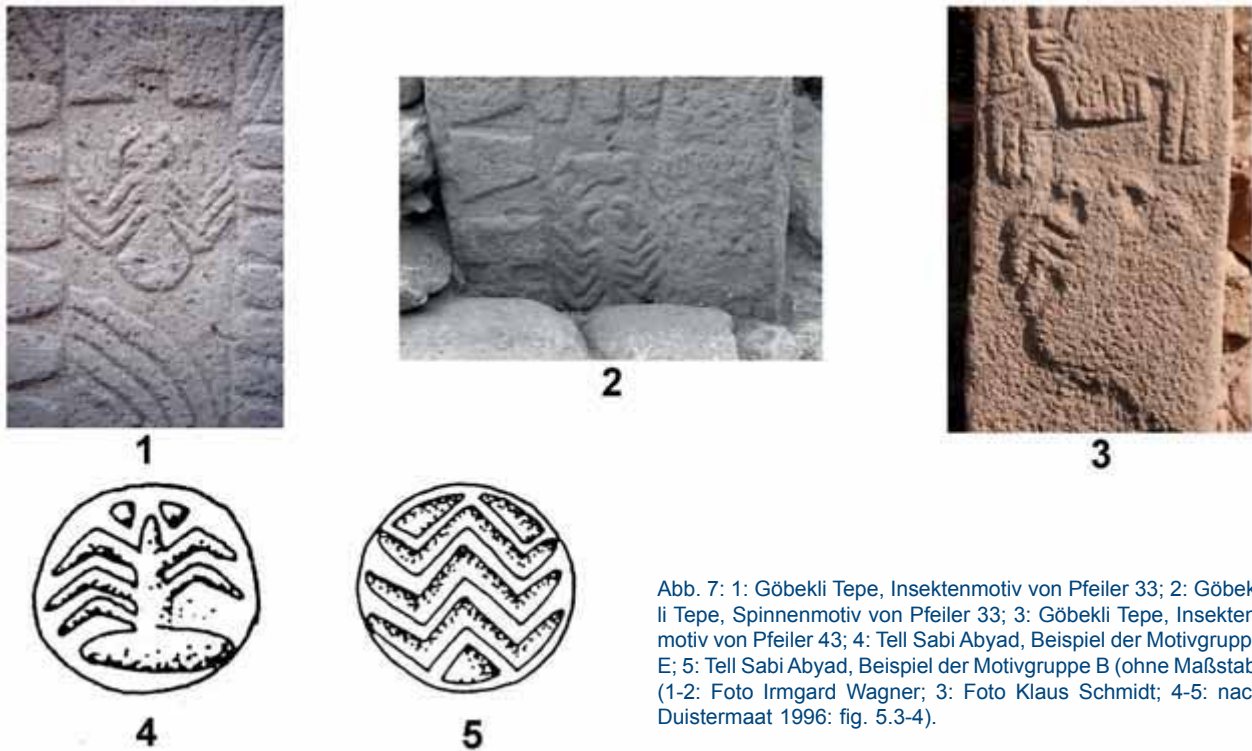 1
2
3
4
5
Abb. 7: 1: Göbekli Tepe, Insektenmotiv von Pfeiler 33; 2: Göbek
li Tepe, Spinnenmotiv von Pfeiler 33; 3: Göbekli Tepe, Insekten
motiv von Pfeiler 43; 4: Tell Sabi Abyad, Beispiel der Motivgrupp
E; 5: Tell Sabi Abyad, Beispiel der Motivgruppe B (ohne Maßstab
(1-2: Foto Irmgard Wagner; 3: Foto Klaus Schmidt; 4-5: nac
Duistermaat 1996: fig. 5.3-4).